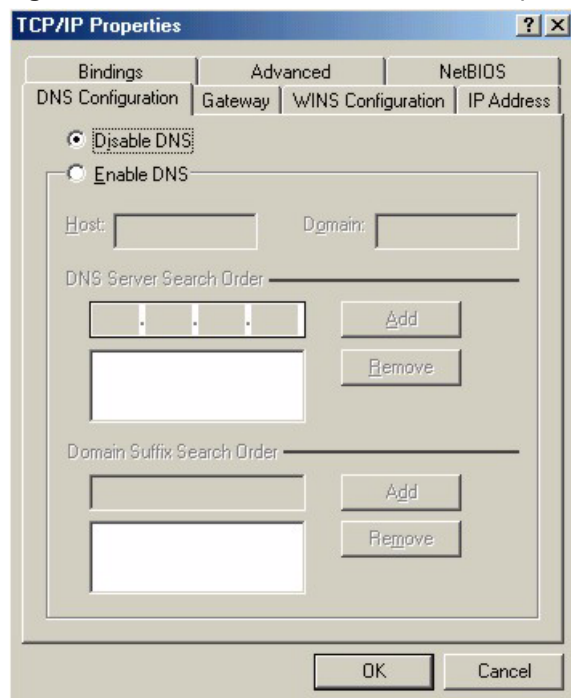 TCP/IP Properties
Bindings Advanced NetBIOS
DNS Configuration Gateway WINS Configuration IP Address
Disable DNS
Enable DNS
Host: Domain:
DNS Server Search Order
Add
Remove
Domain Suffix Search Order
Add
Remove
OK Cancel